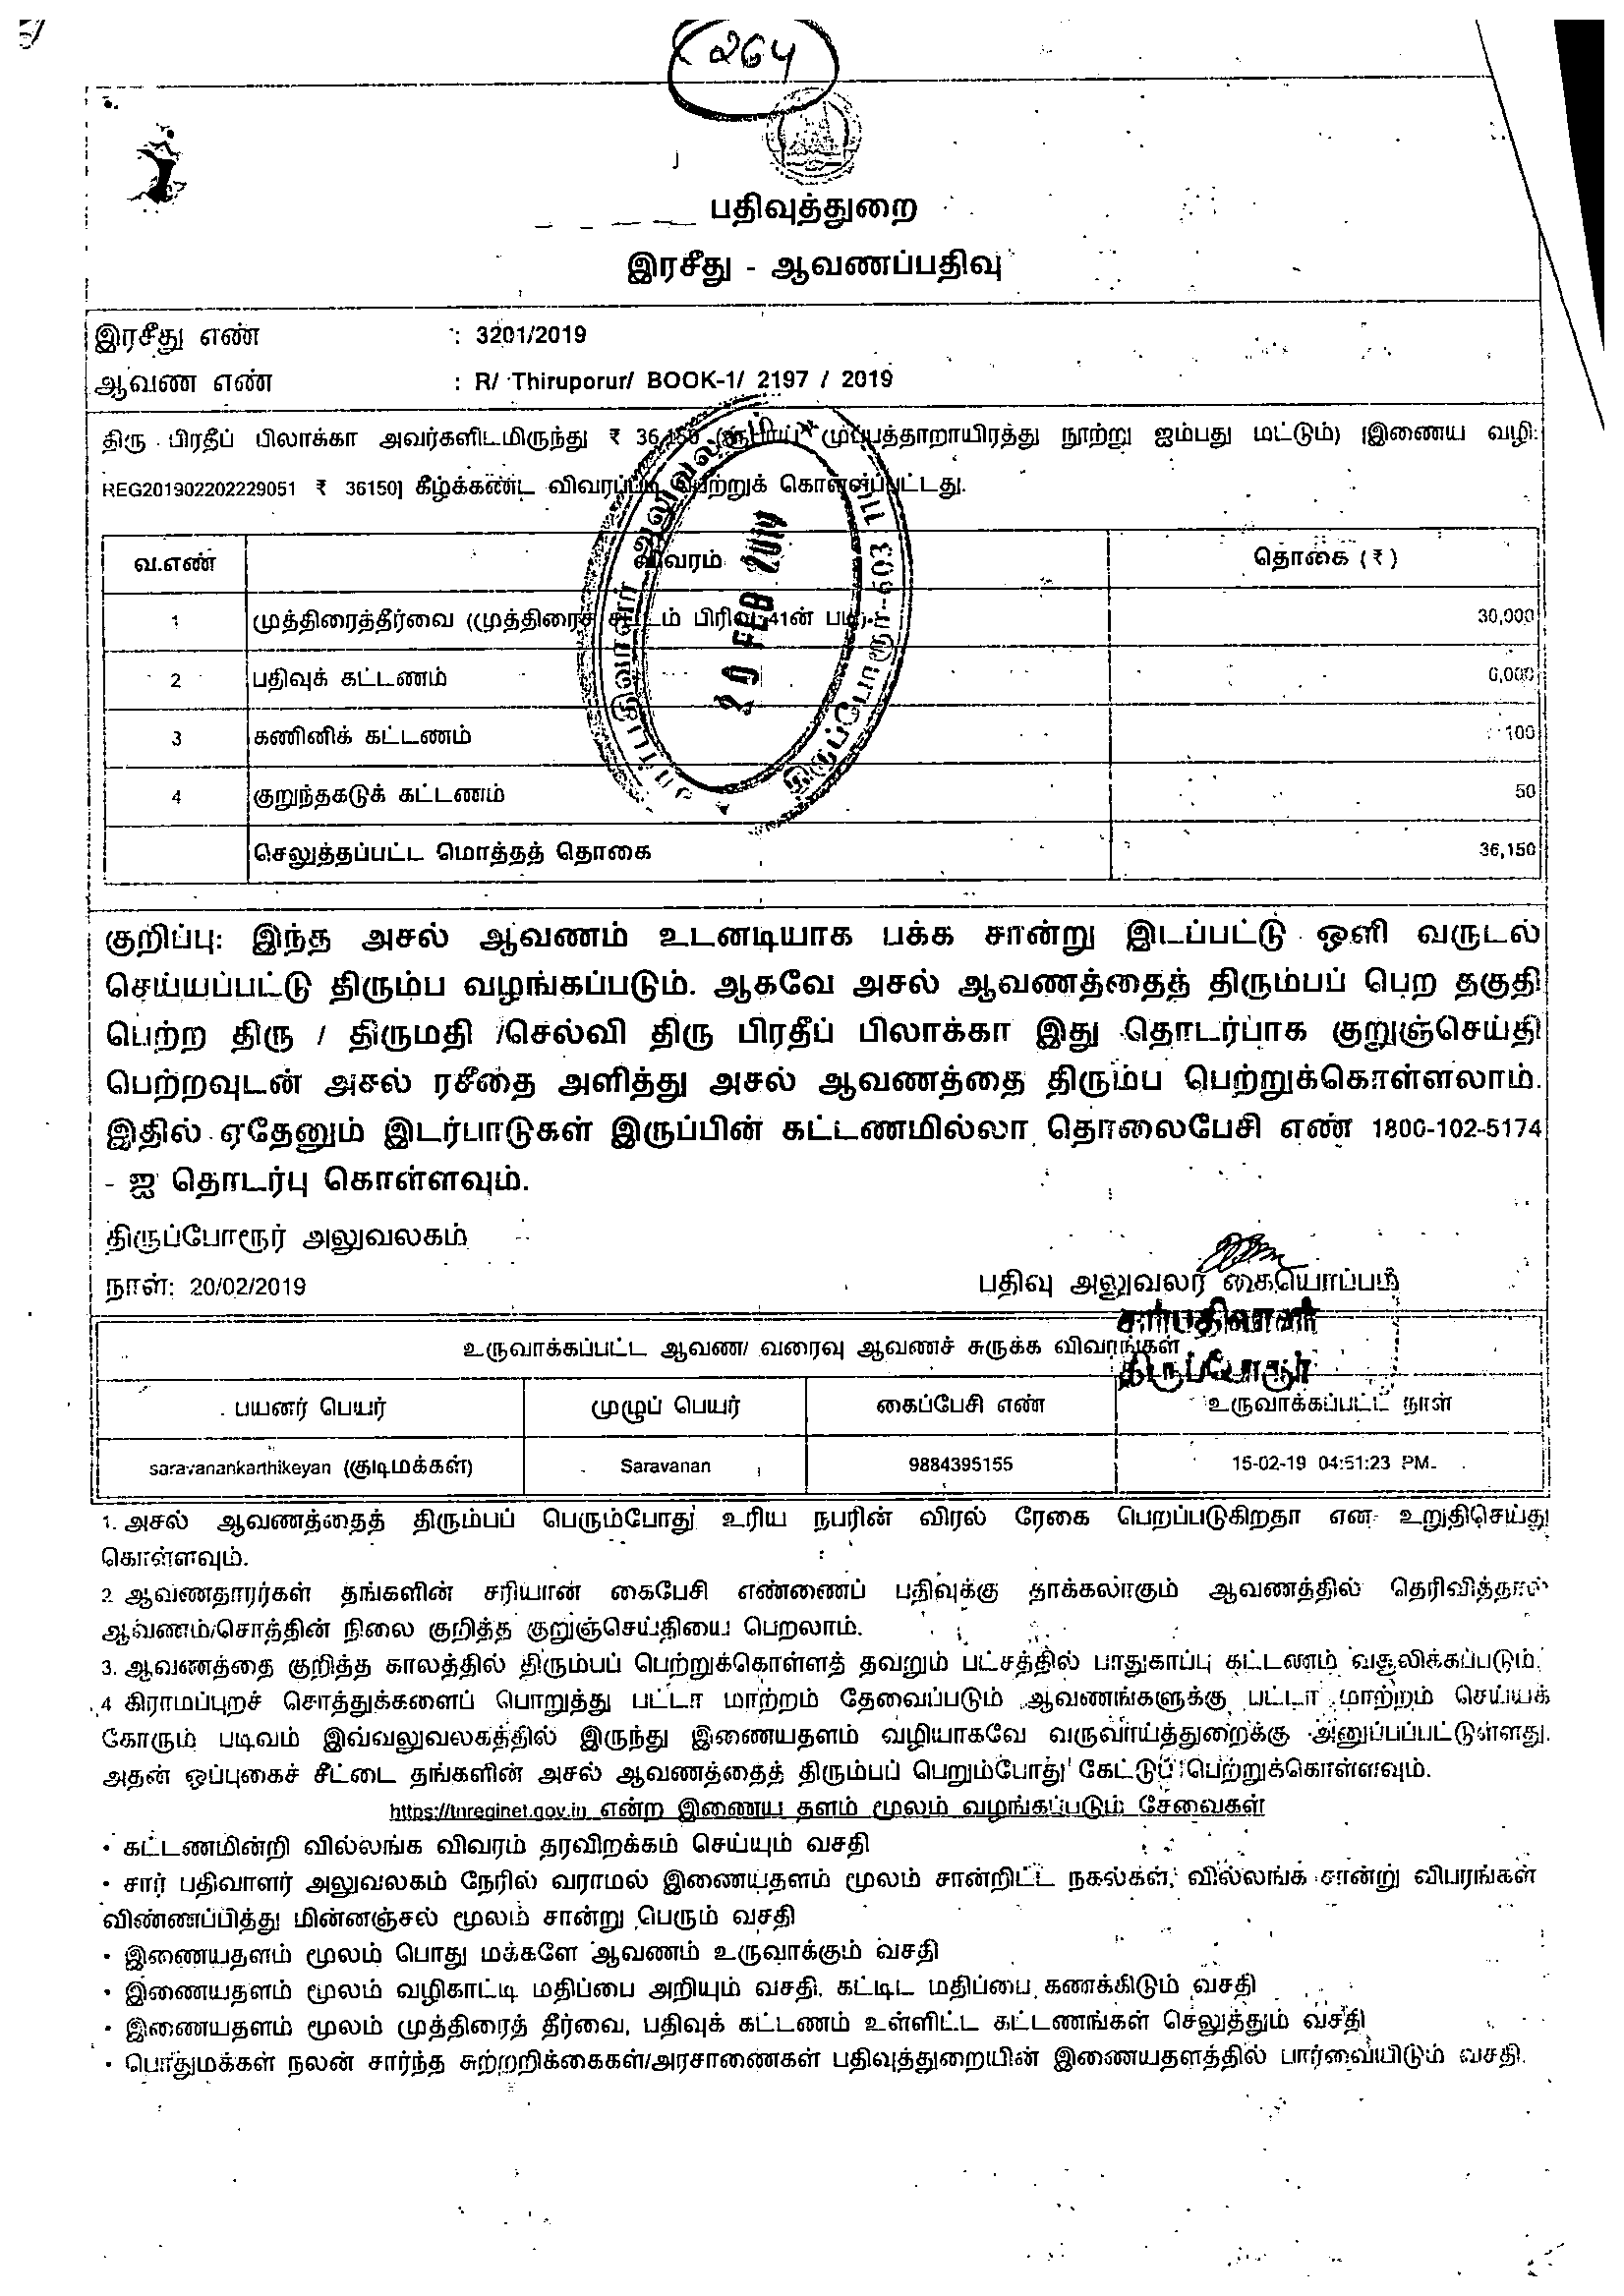 264
பதிவுத்துறை
இரசீது - ஆவணப்பதிவு
இரசீது எண் : 3201/2019
ஆவண எண் : R/ Thiruporur/ BOOK-1/ 2197 / 2019
திரு பிரதீப் பிலாக்கா அவர்களிடமிருந்து ₹ 36,150 (ரூபாய் முப்பத்தாறாயிரத்து நூற்று ஐம்பது மட்டும்) [இணைய வழி:
REG201902202229051 ₹ 36150] கீழ்க்கண்ட விவரப்படி பெற்றுக் கொள்ளப்பட்டது.
வ.எண் விவரம் தொகை (₹)
1 முத்திரைத்தீர்வை (முத்திரைச் சட்டம் பிரிவு 41ன் படி) 30,000
2 பதிவுக் கட்டணம் 6,000
3 கணினிக் கட்டணம் 100
4 குறுந்தகடுக் கட்டணம் 50
செலுத்தப்பட்ட மொத்தத் தொகை 36,150
சார்பதிவாளர் அலுவலகம்
20 FEB 2019
திருப்போரூர்-603 110
குறிப்பு: இந்த அசல் ஆவணம் உடனடியாக பக்க சான்று இடப்பட்டு ஒளி வருடல்
செய்யப்பட்டு திரும்ப வழங்கப்படும். ஆகவே அசல் ஆவணத்தைத் திரும்பப் பெற தகுதி
பெற்ற திரு / திருமதி /செல்வி திரு பிரதீப் பிலாக்கா இது தொடர்பாக குறுஞ்செய்தி
பெற்றவுடன் அசல் ரசீதை அளித்து அசல் ஆவணத்தை திரும்ப பெற்றுக்கொள்ளலாம்.
இதில் ஏதேனும் இடர்பாடுகள் இருப்பின் கட்டணமில்லா தொலைபேசி எண் 1800-102-5174
- ஐ தொடர்பு கொள்ளவும்.
திருப்போரூர் அலுவலகம்
நாள்: 20/02/2019 பதிவு அலுவலர் கையொப்பம்
சார்பதிவாளர்
திருப்போரூர்
உருவாக்கப்பட்ட ஆவண/ வரைவு ஆவணச் சுருக்க விவரங்கள்
பயனர் பெயர் முழுப் பெயர் கைப்பேசி எண் உருவாக்கப்பட்ட நாள்
saravanankarthikeyan (குடிமக்கள்) Saravanan 9884395155 15-02-19 04:51:23 PM
1. அசல் ஆவணத்தைத் திரும்பப் பெரும்போது உரிய நபரின் விரல் ரேகை பெறப்படுகிறதா என உறுதிசெய்து
கொள்ளவும்.
2 ஆவணதாரர்கள் தங்களின் சரியான கைபேசி எண்ணைப் பதிவுக்கு தாக்கலாகும் ஆவணத்தில் தெரிவித்தால்
ஆவணம்/சொத்தின் நிலை குறித்த குறுஞ்செய்தியை பெறலாம்.
3. ஆவணத்தை குறித்த காலத்தில் திரும்பப் பெற்றுக்கொள்ளத் தவறும் பட்சத்தில் பாதுகாப்பு கட்டணம் வசூலிக்கப்படும்.
4 கிராமப்புறச் சொத்துக்களைப் பொறுத்து பட்டா மாற்றம் தேவைப்படும் ஆவணங்களுக்கு பட்டா மாற்றம் செய்யக்
கோரும் படிவம் இவ்வலுவலகத்தில் இருந்து இணையதளம் வழியாகவே வருவாய்த்துறைக்கு அனுப்பப்பட்டுள்ளது.
அதன் ஒப்புகைச் சீட்டை தங்களின் அசல் ஆவணத்தைத் திரும்பப் பெறும்போது கேட்டுப் பெற்றுக்கொள்ளவும்.
https://tnreginet.gov.in என்ற இணைய தளம் மூலம் வழங்கப்படும் சேவைகள்
• கட்டணமின்றி வில்லங்க விவரம் தரவிறக்கம் செய்யும் வசதி
• சார் பதிவாளர் அலுவலகம் நேரில் வராமல் இணையதளம் மூலம் சான்றிட்ட நகல்கள், வில்லங்க சான்று விபரங்கள்
விண்ணப்பித்து மின்னஞ்சல் மூலம் சான்று பெரும் வசதி
• இணையதளம் மூலம் பொது மக்களே ஆவணம் உருவாக்கும் வசதி
• இணையதளம் மூலம் வழிகாட்டி மதிப்பை அறியும் வசதி, கட்டிட மதிப்பை கணக்கிடும் வசதி
• இணையதளம் மூலம் முத்திரைத் தீர்வை, பதிவுக் கட்டணம் உள்ளிட்ட கட்டணங்கள் செலுத்தும் வசதி
• பொதுமக்கள் நலன் சார்ந்த சுற்றறிக்கைகள்/அரசாணைகள் பதிவுத்துறையின் இணையதளத்தில் பார்வையிடும் வசதி.